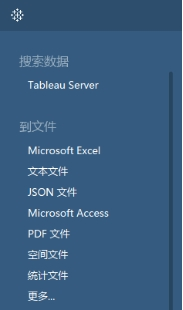 搜索数据
Tableau Server
到文件
Microsoft Excel
文本文件
JSON 文件
Microsoft Access
PDF 文件
空间文件
统计文件
更多...